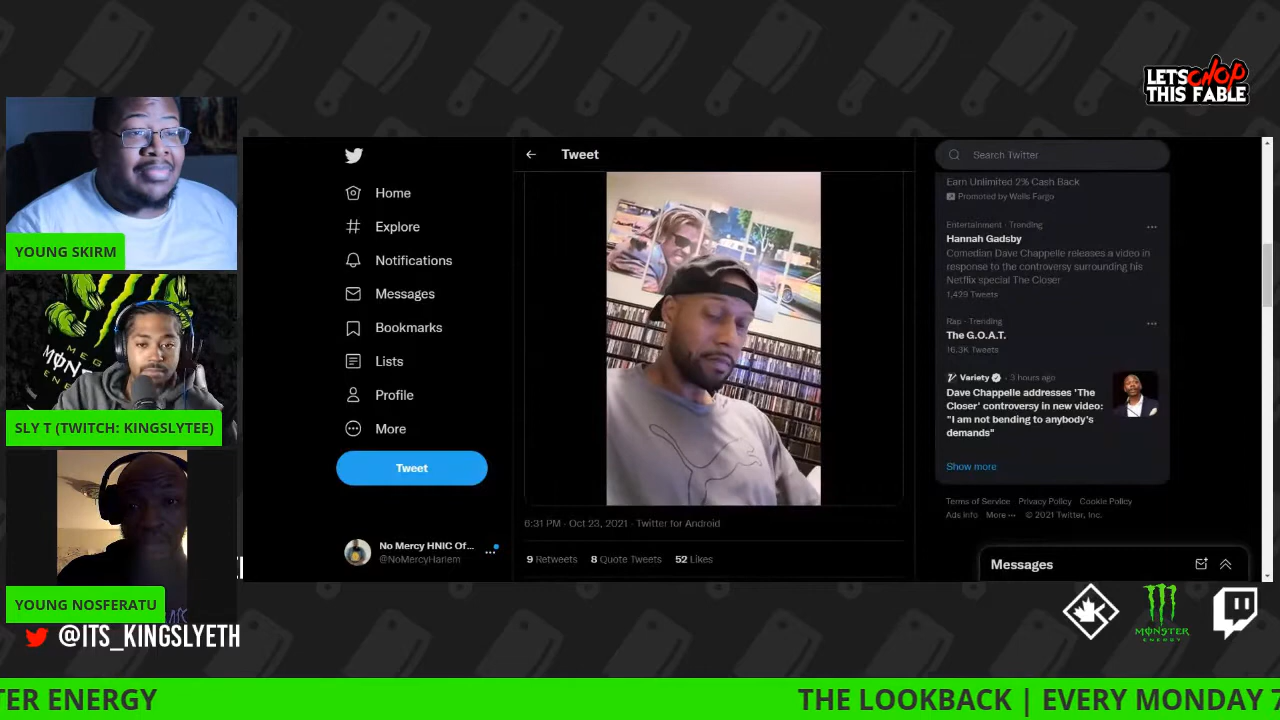 LETS CHOP
THIS FABLE
YOUNG SKIRM
SLY T (TWITCH: KINGSLYTEE)
YOUNG NOSFERATU
@ITS_KINGSLYETH
Home
Explore
Notifications
Messages
Bookmarks
Lists
Profile
More
Tweet
No Mercy HNIC Of...
@NoMercyHarlem
Tweet
6:31 PM · Oct 23, 2021 · Twitter for Android
9 Retweets 8 Quote Tweets 52 Likes
Search Twitter
Earn Unlimited 2% Cash Back
Promoted by Wells Fargo
Entertainment · Trending
Hannah Gadsby
Comedian Dave Chappelle releases a video in
response to the controversy surrounding his
Netflix special The Closer
1,429 Tweets
Rap · Trending
The G.O.A.T.
16.3K Tweets
Variety · 3 hours ago
Dave Chappelle addresses 'The
Closer' controversy in new video:
"I am not bending to anybody's
demands"
Show more
Terms of Service Privacy Policy Cookie Policy
Ads info More ··· © 2021 Twitter, Inc.
Messages
MONSTER
ENERGY
TER ENERGY
THE LOOKBACK | EVERY MONDAY 7